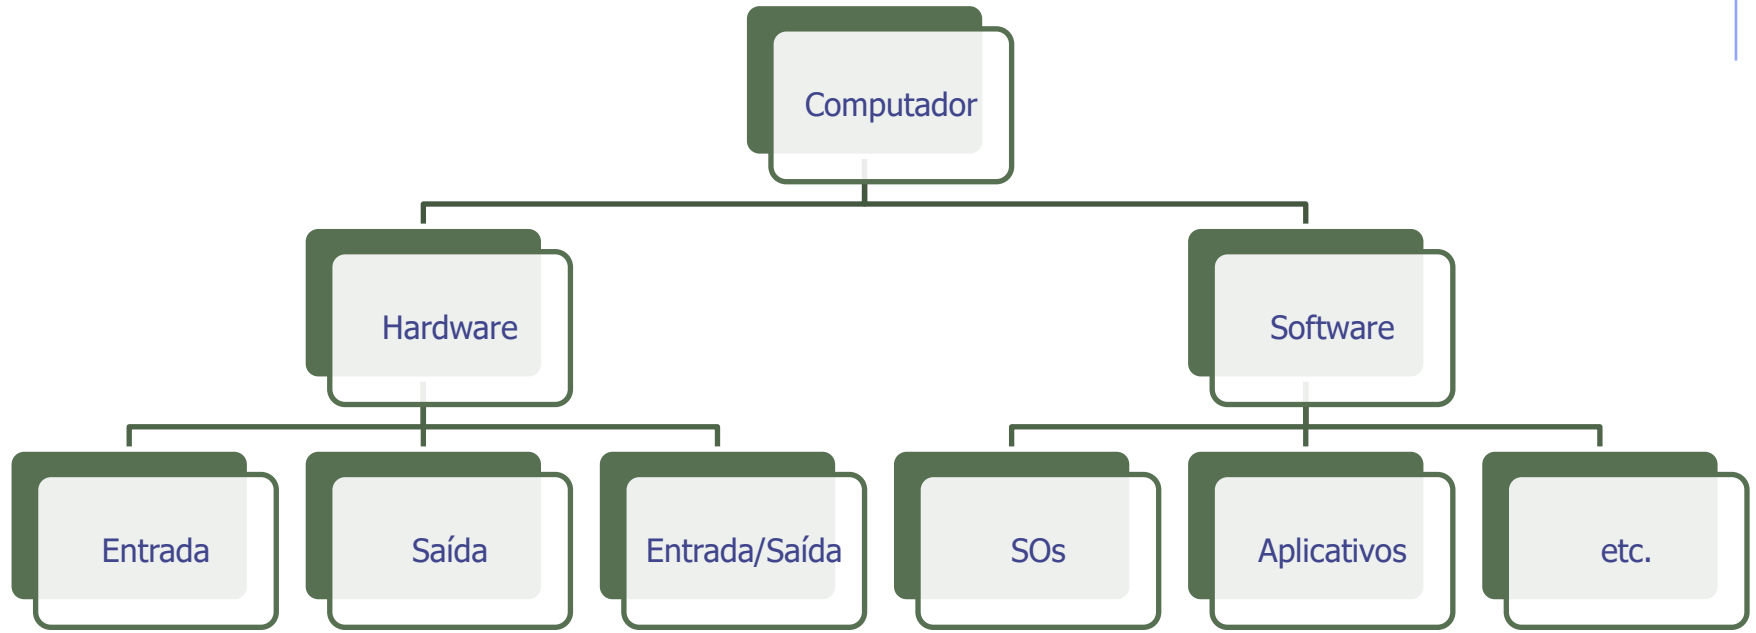 Computador
Hardware
Software
Entrada
Saída
Entrada/Saída
SOs
Aplicativos
etc.